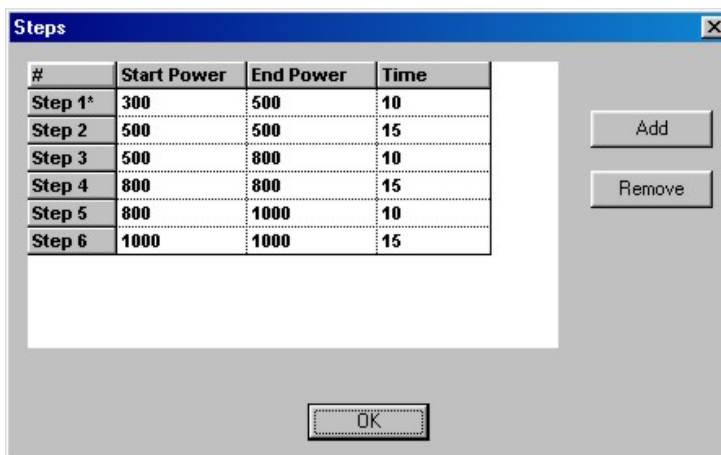 Steps
# Start Power End Power Time
Step 1* 300 500 10
Step 2 500 500 15
Step 3 500 800 10
Step 4 800 800 15
Step 5 800 1000 10
Step 6 1000 1000 15
Add
Remove
OK